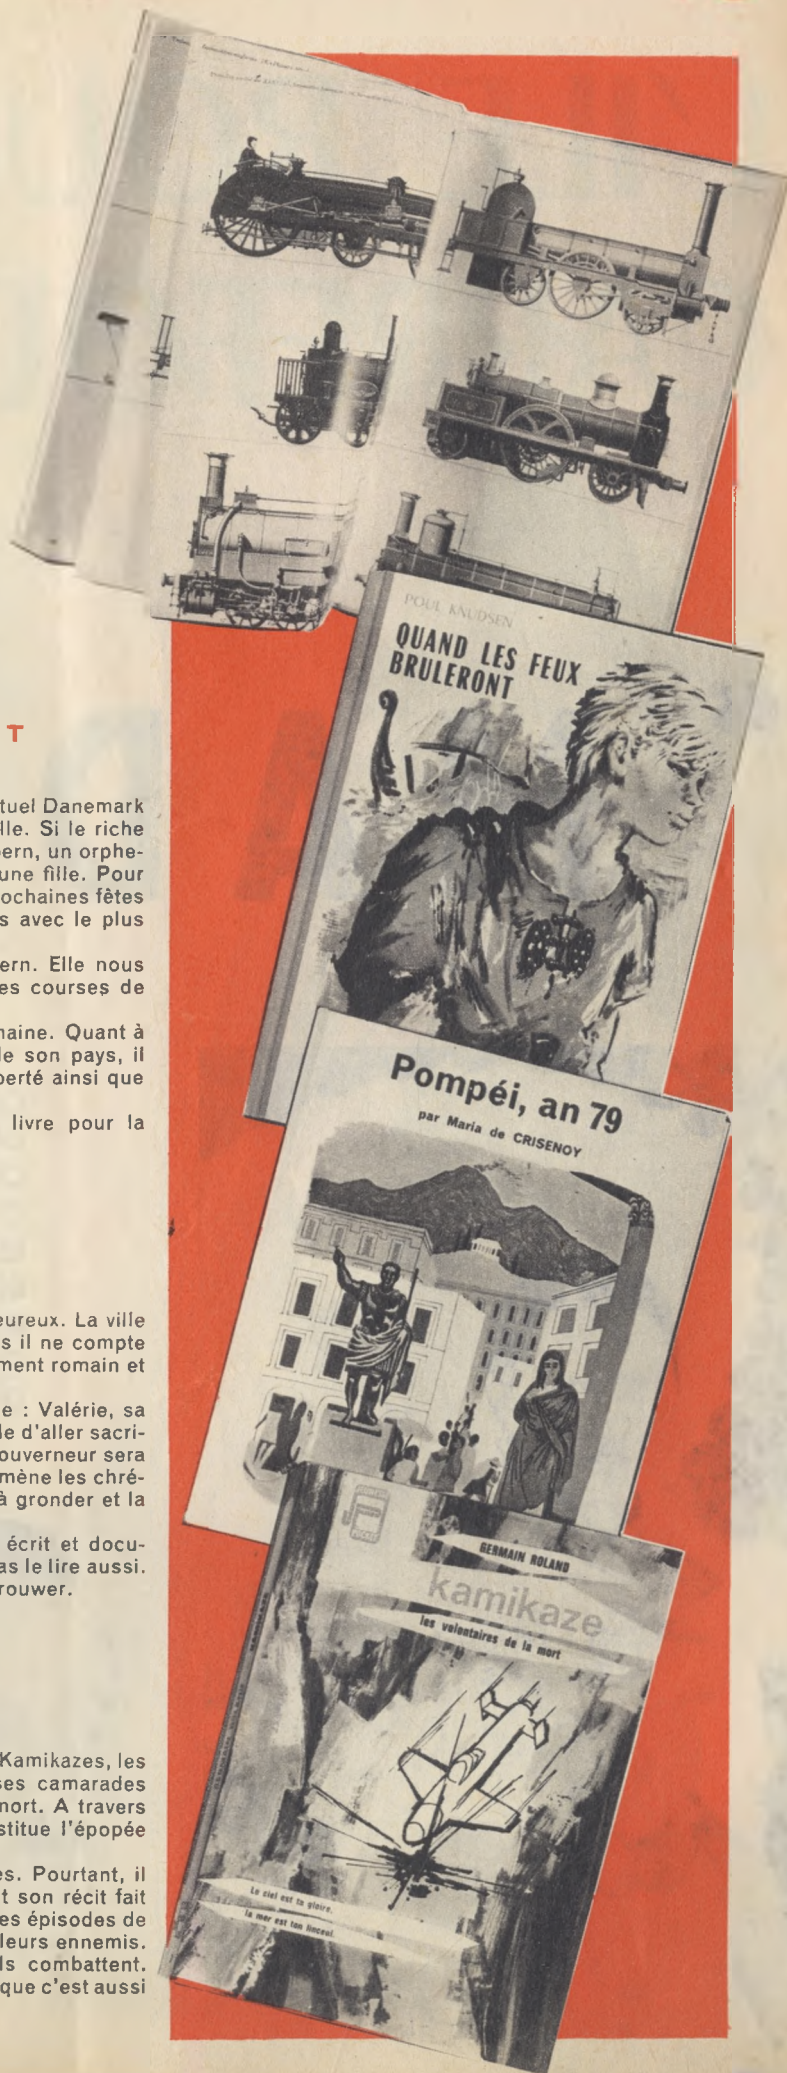 T
tuel Danemark
lle. Si le riche
bern, un orphe-
une fille. Pour
ochaines fêtes
s avec le plus
ern. Elle nous
es courses de
naine. Quant à
le son pays, il
berté ainsi que
livre pour la
eureux. La ville
s il ne compte
ment romain et
e : Valérie, sa
le d'aller sacri-
ouverneur sera
mène les chré-
à gronder et la
écrit et docu-
as le lire aussi.
rouwer.
Kamikazes, les
ses camarades
mort. A travers
stitue l'épopée
es. Pourtant, il
t son récit fait
es épisodes de
leurs ennemis.
ls combattent.
que c'est aussi
POUL KNUDSEN
QUAND LES FEUX
BRULERONT
Pompéi, an 79
par Maria de CRISENOY
GERMAIN ROLAND
kamikaze
les volontaires de la mort
Le ciel est ta gloire,
la mer est ton linceul.